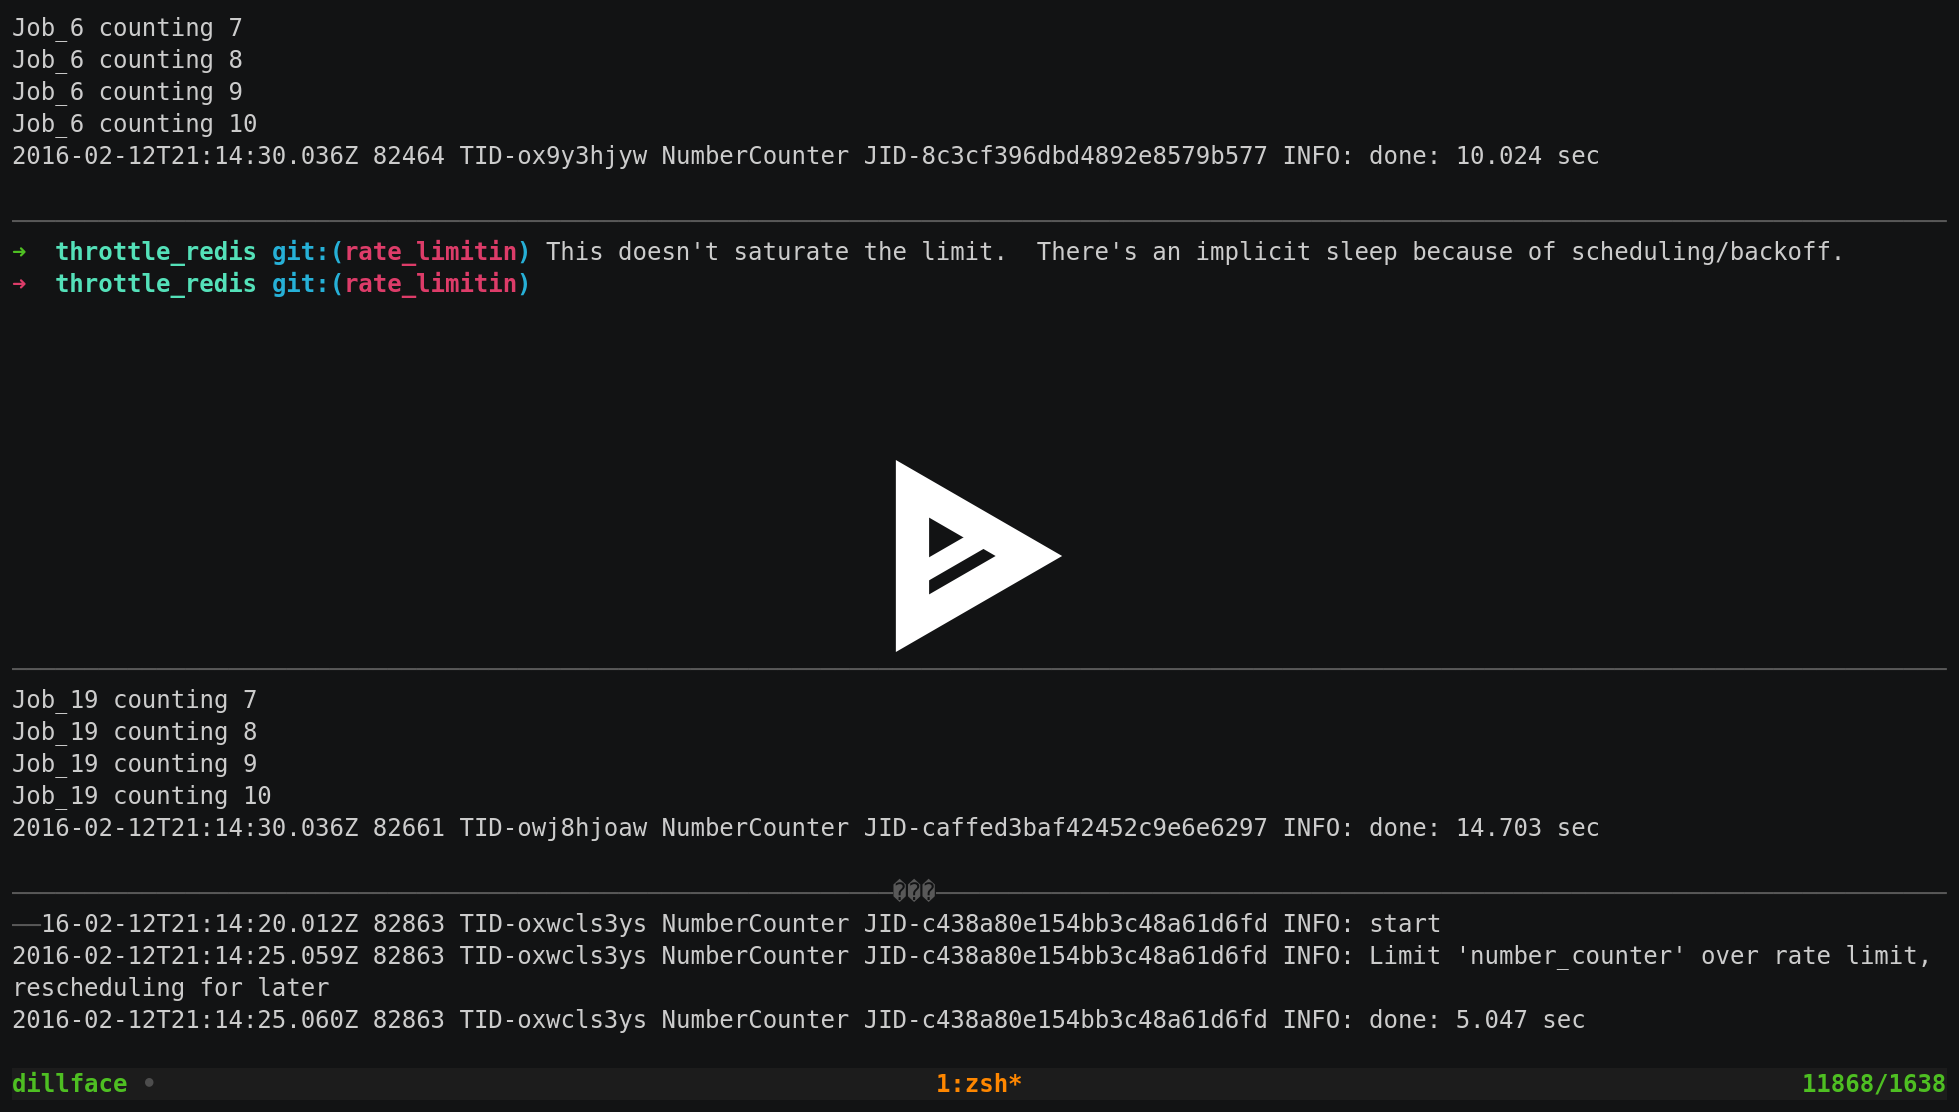 Job_6 counting 7
Job_6 counting 8
Job_6 counting 9
Job_6 counting 10
2016-02-12T21:14:30.036Z 82464 TID-ox9y3hjyw NumberCounter JID-8c3cf396dbd4892e8579b577 INFO: done: 10.024 sec
➜  throttle_redis git:(rate_limitin) This doesn't saturate the limit.  There's an implicit sleep because of scheduling/backoff.
➜  throttle_redis git:(rate_limitin)
Job_19 counting 7
Job_19 counting 8
Job_19 counting 9
Job_19 counting 10
2016-02-12T21:14:30.036Z 82661 TID-owj8hjoaw NumberCounter JID-caffed3baf42452c9e6e6297 INFO: done: 14.703 sec
���
──16-02-12T21:14:20.012Z 82863 TID-oxwcls3ys NumberCounter JID-c438a80e154bb3c48a61d6fd INFO: start
2016-02-12T21:14:25.059Z 82863 TID-oxwcls3ys NumberCounter JID-c438a80e154bb3c48a61d6fd INFO: Limit 'number_counter' over rate limit,
rescheduling for later
2016-02-12T21:14:25.060Z 82863 TID-oxwcls3ys NumberCounter JID-c438a80e154bb3c48a61d6fd INFO: done: 5.047 sec
dillface • 1:zsh* 11868/1638